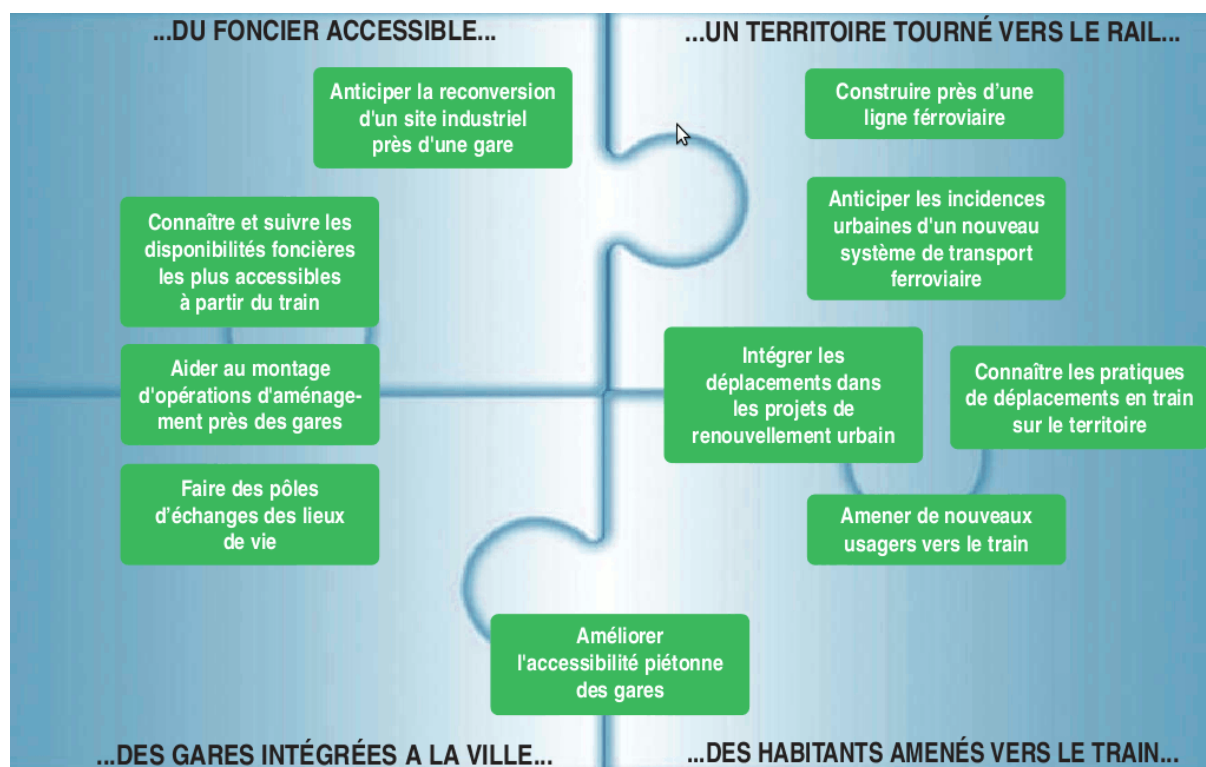 ...DU FONCIER ACCESSIBLE...
...UN TERRITOIRE TOURNÉ VERS LE RAIL...
Anticiper la reconversion
d'un site industriel
près d'une gare
Construire près d'une
ligne férroviaire
Connaître et suivre les
disponibilités foncières
les plus accessibles
à partir du train
Anticiper les incidences
urbaines d'un nouveau
système de transport
ferroviaire
Aider au montage
d'opérations d'aménage-
ment près des gares
Intégrer les
déplacements dans
les projets de
renouvellement urbain
Connaître les pratiques
de déplacements en train
sur le territoire
Faire des pôles
d'échanges des lieux
de vie
Amener de nouveaux
usagers vers le train
Améliorer
l'accessibilité piétonne
des gares
...DES GARES INTÉGRÉES A LA VILLE...
...DES HABITANTS AMENÉS VERS LE TRAIN...